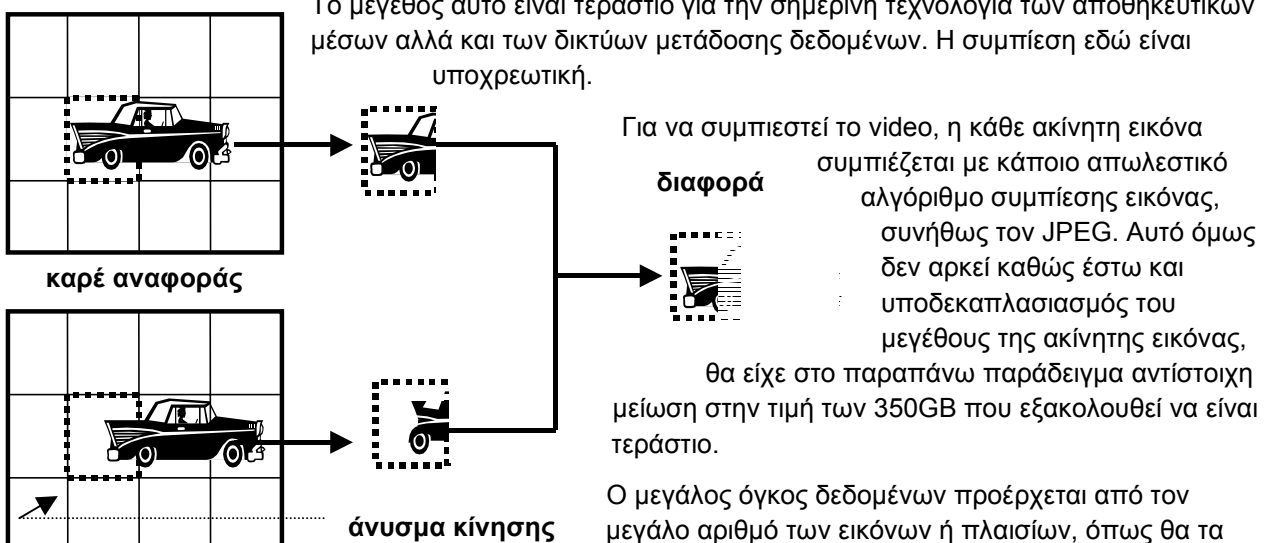 Το μέγεθος αυτό είναι τεράστιο για την σημερινή τεχνολογία των αποθηκευτικών
μέσων αλλά και των δικτύων μετάδοσης δεδομένων. Η συμπίεση εδώ είναι
υποχρεωτική.
Για να συμπιεστεί το video, η κάθε ακίνητη εικόνα
συμπιέζεται με κάποιο απωλεστικό
αλγόριθμο συμπίεσης εικόνας,
συνήθως τον JPEG. Αυτό όμως
δεν αρκεί καθώς έστω και
υποδεκαπλασιασμός του
μεγέθους της ακίνητης εικόνας,
θα είχε στο παραπάνω παράδειγμα αντίστοιχη
μείωση στην τιμή των 350GB που εξακολουθεί να είναι
τεράστιο.
Ο μεγάλος όγκος δεδομένων προέρχεται από τον
μεγάλο αριθμό των εικόνων ή πλαισίων, όπως θα τα
διαφορά
καρέ αναφοράς
άνυσμα κίνησης